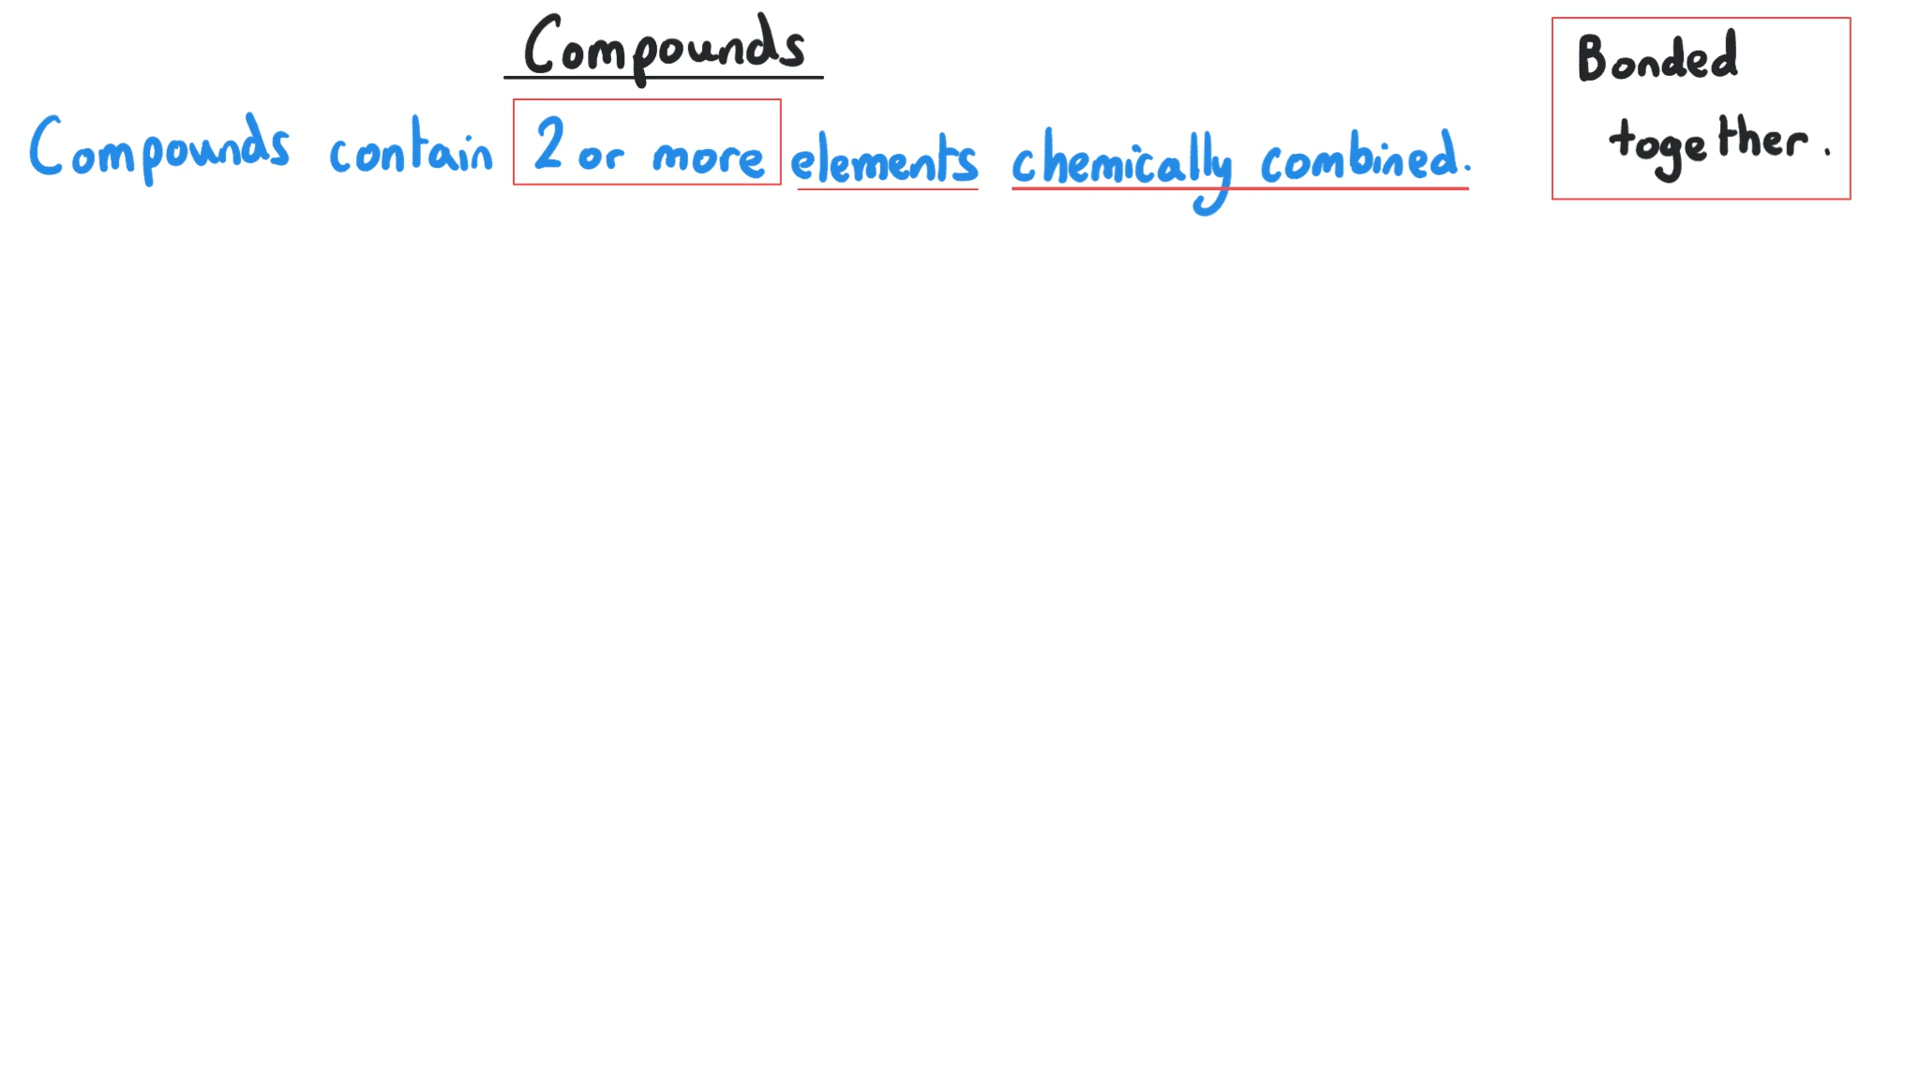 Compounds
Compounds contain 2 or more elements chemically combined.
Bonded
together.